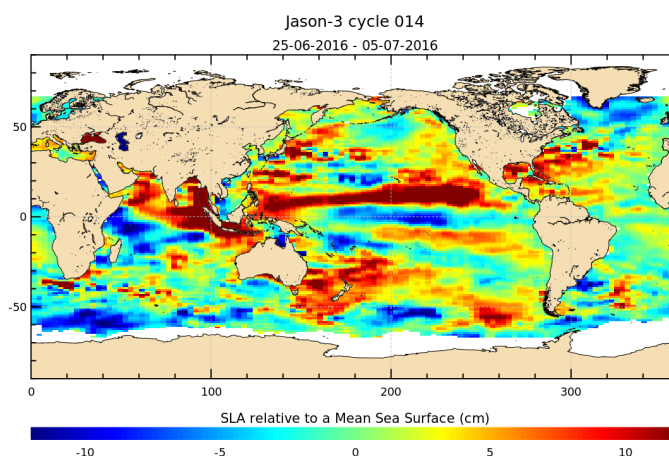 Jason-3 cycle 014
25-06-2016 - 05-07-2016
50
0
-50
0 100 200 300
SLA relative to a Mean Sea Surface (cm)
-10 -5 0 5 10